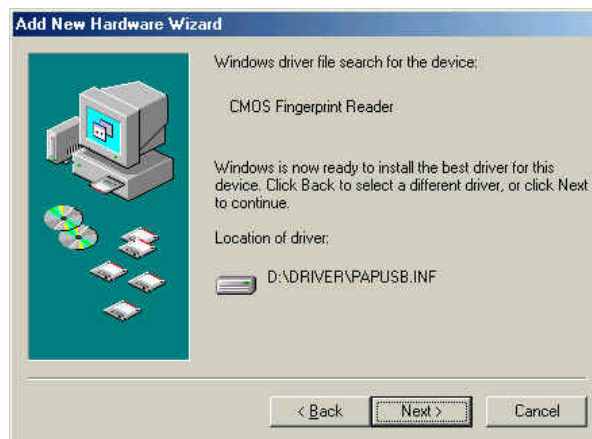 Add New Hardware Wizard
Windows driver file search for the device:
CMOS Fingerprint Reader
Windows is now ready to install the best driver for this
device. Click Back to select a different driver, or click Next
to continue.
Location of driver:
D:\DRIVER\PAPUSB.INF
< Back Next > Cancel